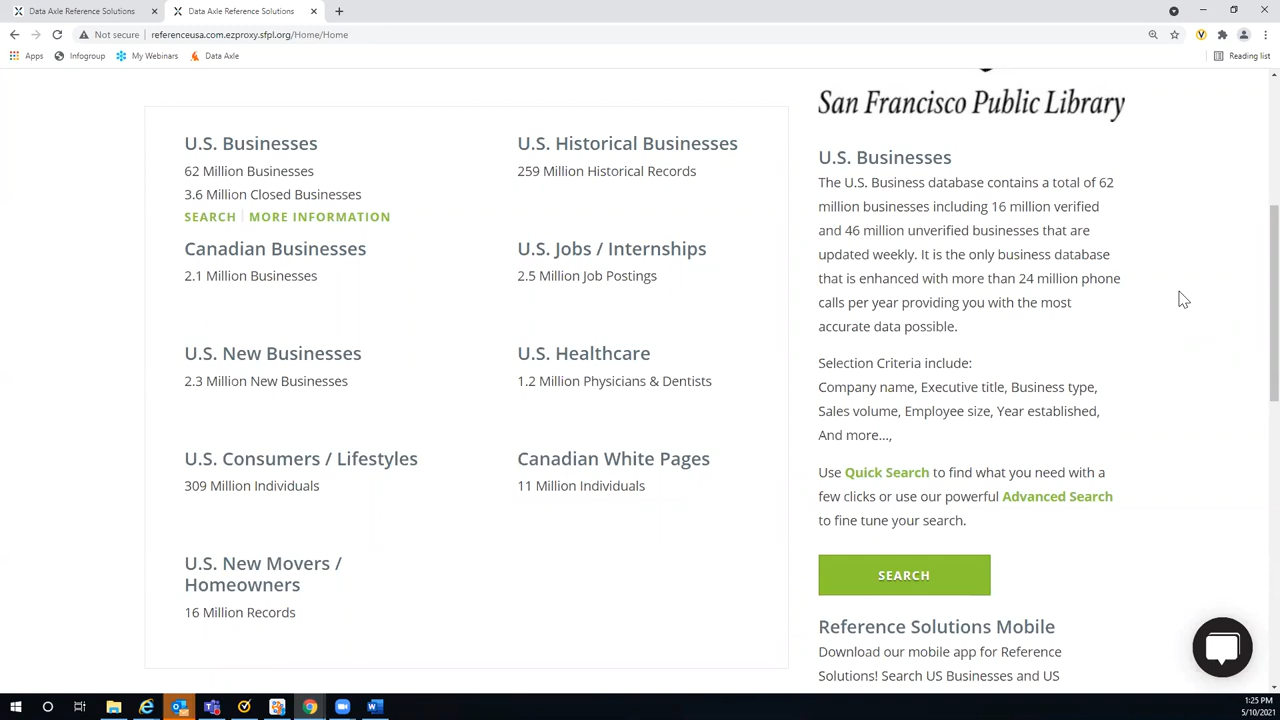 Data Axle Reference Solutions
Data Axle Reference Solutions
Not secure
referenceusa.com.ezproxy.sfpl.org/Home/Home
Apps
Infogroup
My Webinars
Data Axle
Reading list
San Francisco Public Library
U.S. Businesses
62 Million Businesses
3.6 Million Closed Businesses
SEARCH | MORE INFORMATION
U.S. Historical Businesses
259 Million Historical Records
Canadian Businesses
2.1 Million Businesses
U.S. Jobs / Internships
2.5 Million Job Postings
U.S. New Businesses
2.3 Million New Businesses
U.S. Healthcare
1.2 Million Physicians & Dentists
U.S. Consumers / Lifestyles
309 Million Individuals
Canadian White Pages
11 Million Individuals
U.S. New Movers /
Homeowners
16 Million Records
U.S. Businesses
The U.S. Business database contains a total of 62
million businesses including 16 million verified
and 46 million unverified businesses that are
updated weekly. It is the only business database
that is enhanced with more than 24 million phone
calls per year providing you with the most
accurate data possible.
Selection Criteria include:
Company name, Executive title, Business type,
Sales volume, Employee size, Year established,
And more...,
Use Quick Search to find what you need with a
few clicks or use our powerful Advanced Search
to fine tune your search.
SEARCH
Reference Solutions Mobile
Download our mobile app for Reference
Solutions! Search US Businesses and US
1:25 PM
5/10/2021